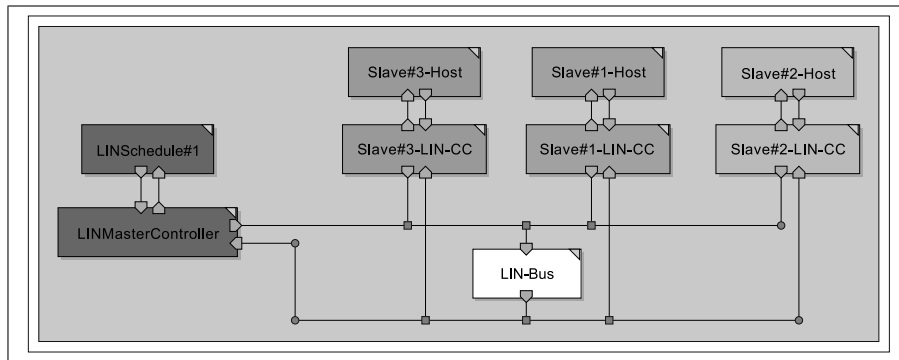 Slave#3-Host
Slave#1-Host
Slave#2-Host
LINSchedule#1
Slave#3-LIN-CC
Slave#1-LIN-CC
Slave#2-LIN-CC
LINMasterController
LIN-Bus